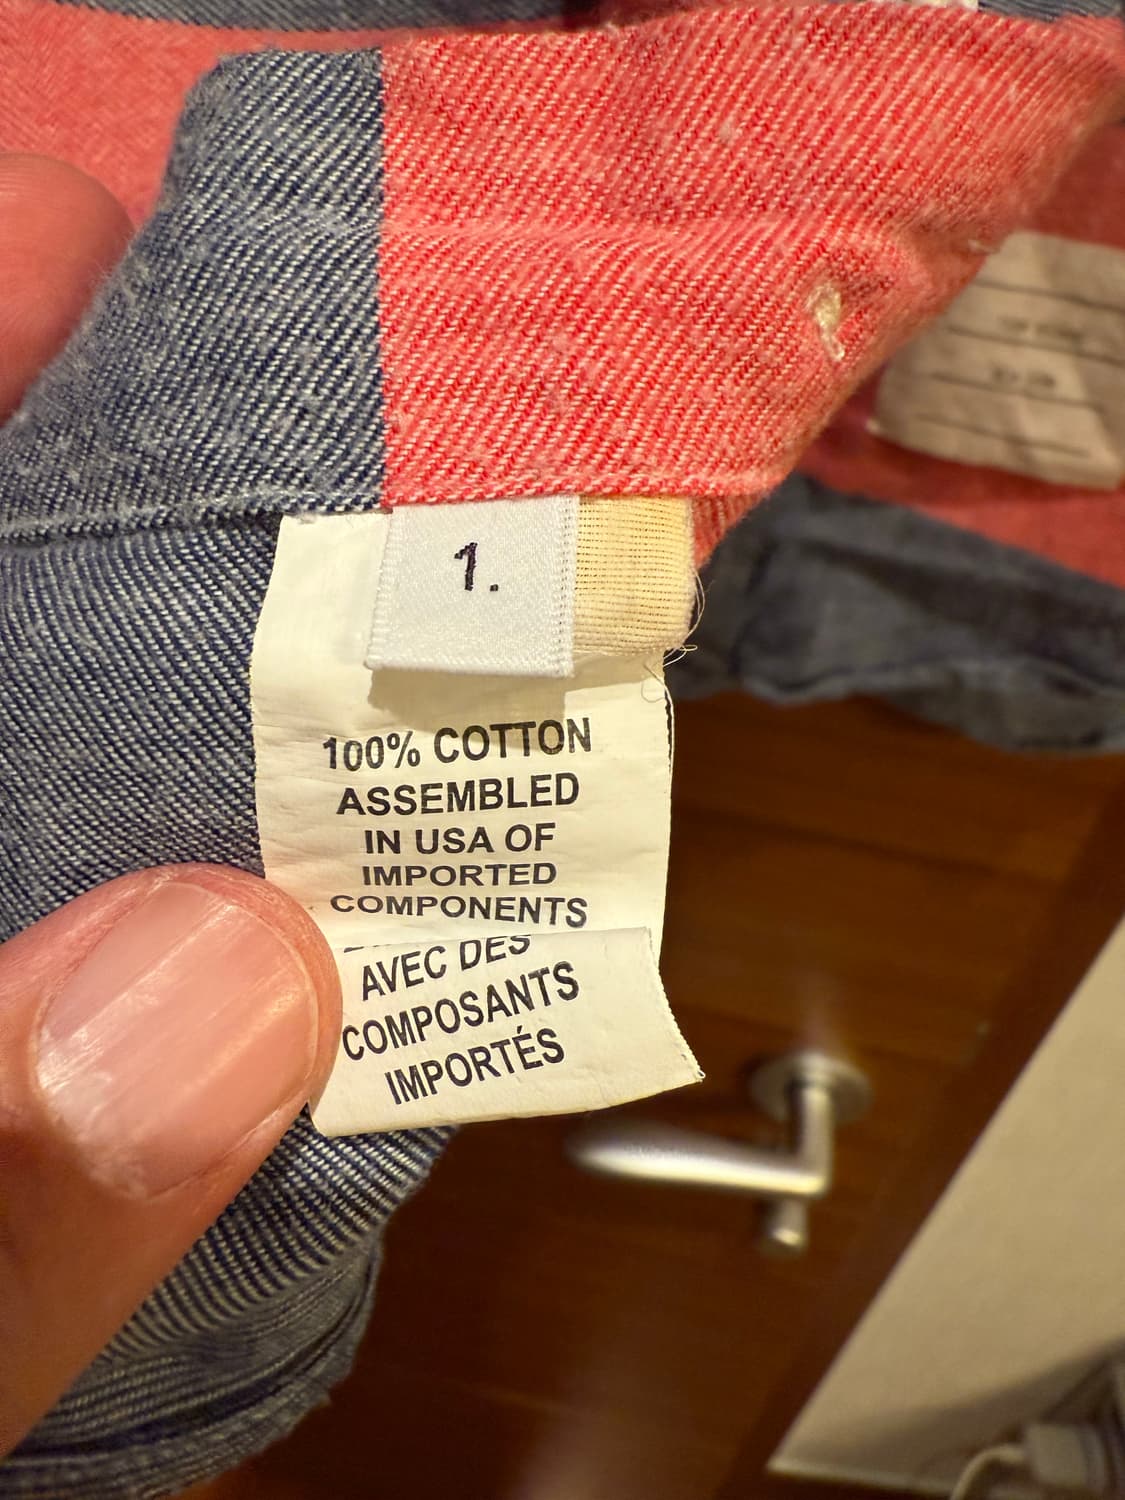 1.
100% COTTON
ASSEMBLED
IN USA OF
IMPORTED
COMPONENTS
AVEC DES
COMPOSANTS
IMPORTÉS